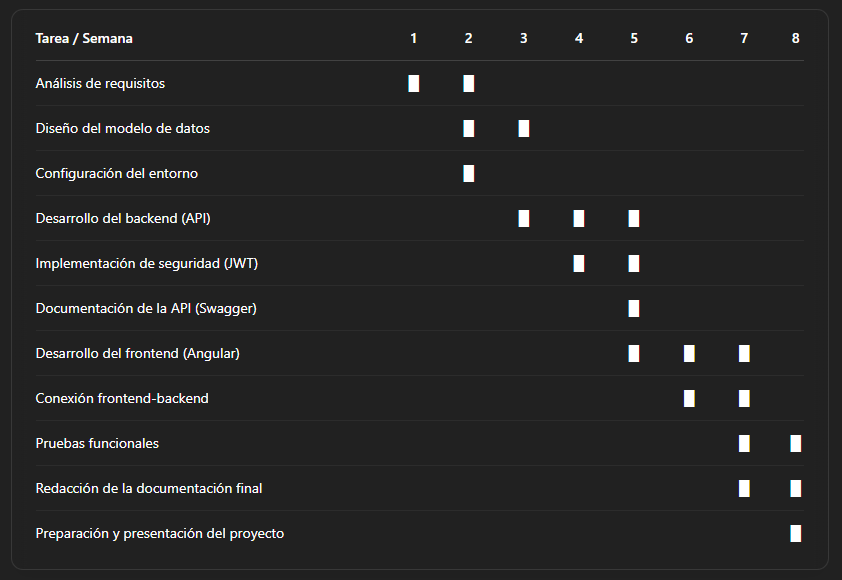 Tarea / Semana 1 2 3 4 5 6 7 8
Análisis de requisitos █ █
Diseño del modelo de datos █ █
Configuración del entorno █
Desarrollo del backend (API) █ █ █
Implementación de seguridad (JWT) █ █
Documentación de la API (Swagger) █
Desarrollo del frontend (Angular) █ █ █
Conexión frontend-backend █ █
Pruebas funcionales █ █
Redacción de la documentación final █ █
Preparación y presentación del proyecto █